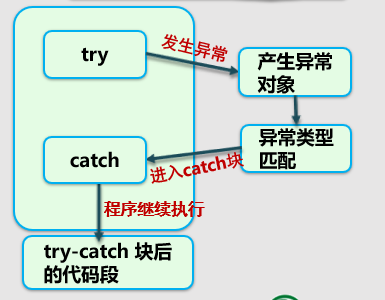 try
发生异常
产生异常
对象
异常类型
匹配
进入catch块
catch
程序继续执行
try-catch 块后
的代码段